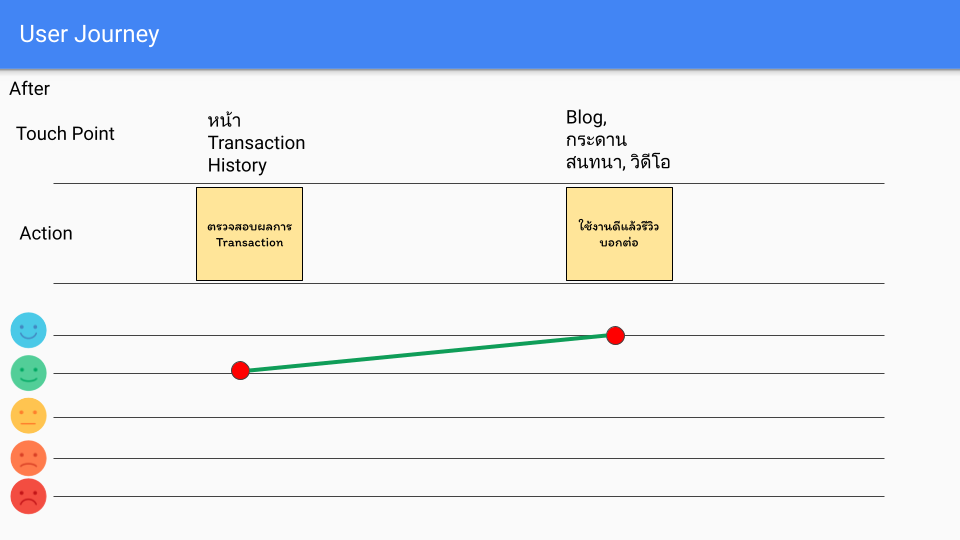 User Journey
After
Touch Point
หน้า
Transaction
History
Blog,
กระดาน
สนทนา, วิดีโอ
Action
ตรวจสอบผลการ
Transaction
ใช้งานดีแล้วรีวิว
บอกต่อ